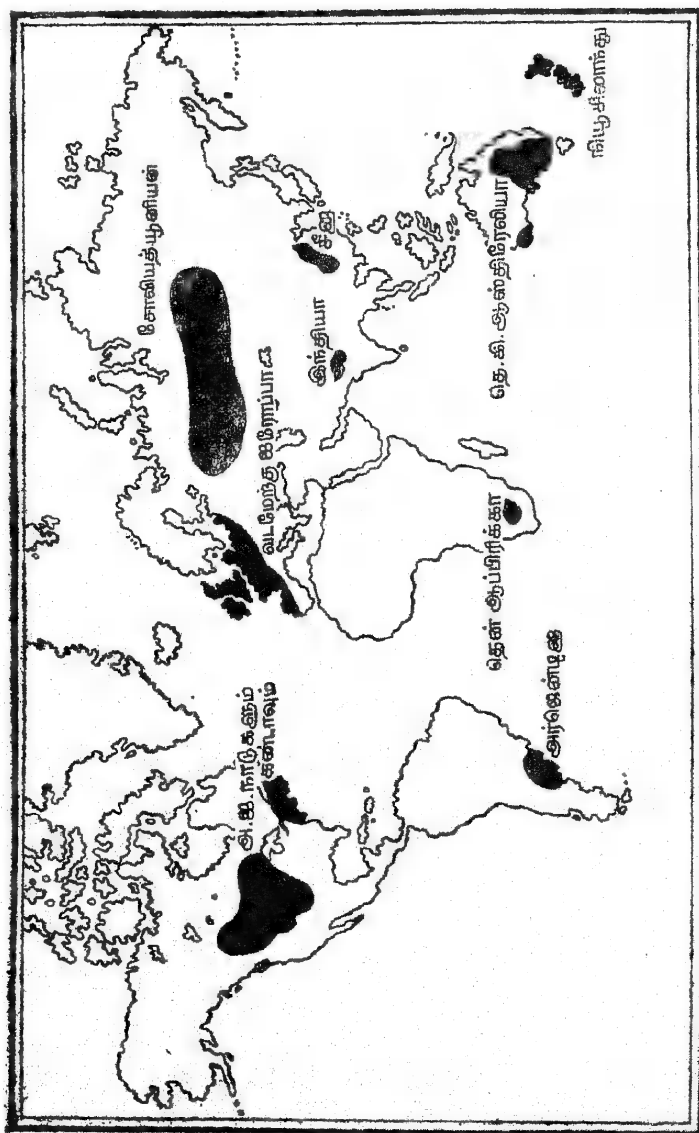 அ.ஐ.நாடுகளும்
கனடாவும்
அர்ஜென்டினா
வடமேற்கு ஐரோப்பா
சோவியத்யூனியன்
இந்தியா
சீனா
தென் ஆப்பிரிக்கா
தெ.கி.ஆஸ்திரேலியா
நியூசிலாந்து